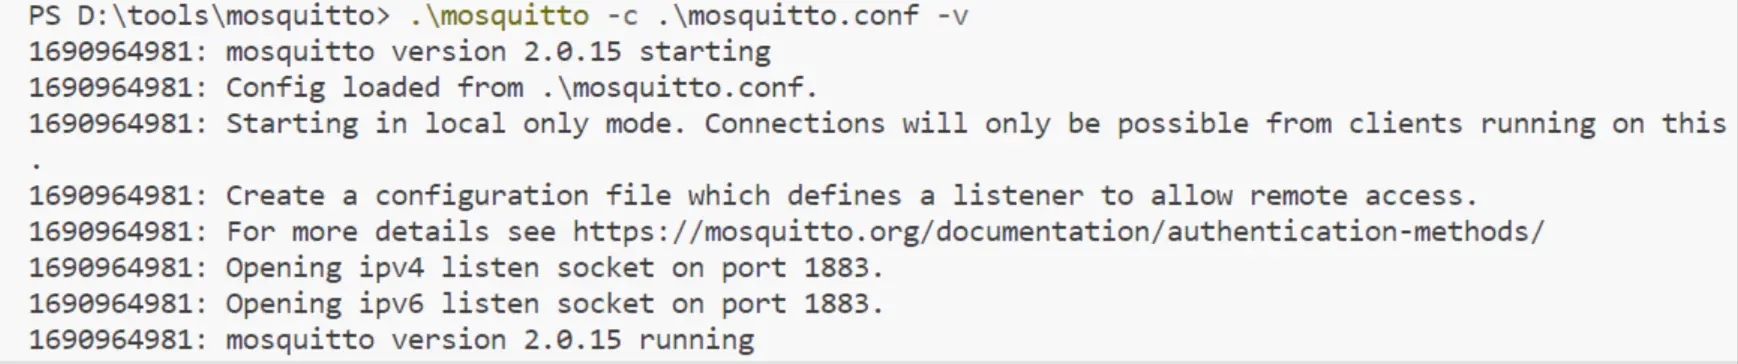 PS D:\tools\mosquitto> .\mosquitto -c .\mosquitto.conf -v
1690964981: mosquitto version 2.0.15 starting
1690964981: Config loaded from .\mosquitto.conf.
1690964981: Starting in local only mode. Connections will only be possible from clients running on this
.
1690964981: Create a configuration file which defines a listener to allow remote access.
1690964981: For more details see https://mosquitto.org/documentation/authentication-methods/
1690964981: Opening ipv4 listen socket on port 1883.
1690964981: Opening ipv6 listen socket on port 1883.
1690964981: mosquitto version 2.0.15 running